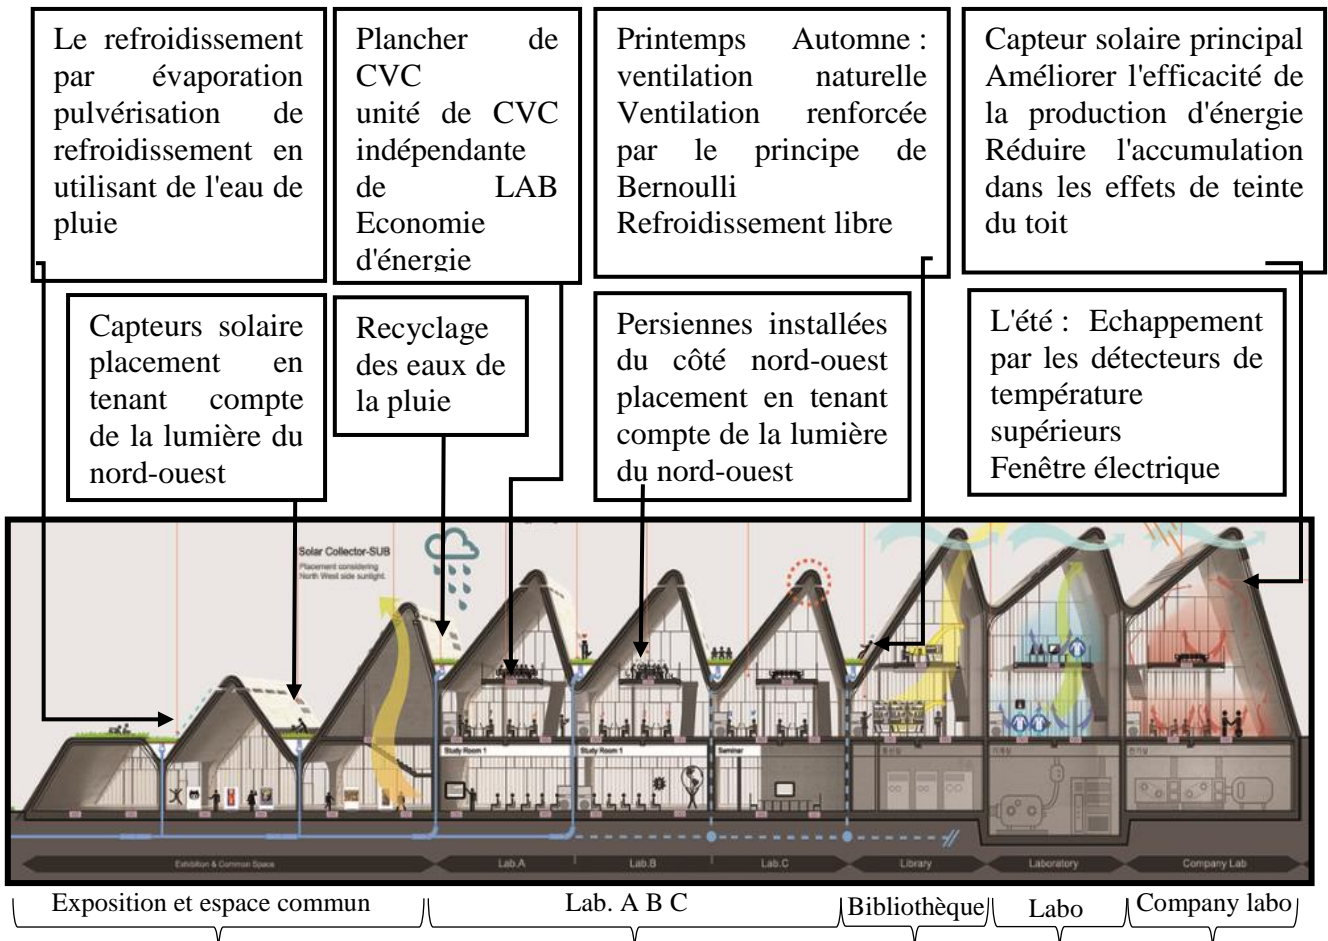 Le refroidissement
par évaporation
pulvérisation de
refroidissement en
utilisant de l'eau de
pluie
Plancher de
CVC
unité de CVC
indépendante
de LAB
Economie
d'énergie
Printemps Automne :
ventilation naturelle
Ventilation renforcée
par le principe de
Bernoulli
Refroidissement libre
Capteur solaire principal
Améliorer l'efficacité de
la production d'énergie
Réduire l'accumulation
dans les effets de teinte
du toit
Capteurs solaire
placement en
tenant compte
de la lumière du
nord-ouest
Recyclage
des eaux de
la pluie
Persiennes installées
du côté nord-ouest
placement en tenant
compte de la lumière
du nord-ouest
L'été : Echappement
par les détecteurs de
température
supérieurs
Fenêtre électrique
Solar Collector-SUB
Placement considering
North West side sunlight.
Study Room 1
Study Room 1
Seminar
기계실
전기실
Exhibition & Common Space
Lab.A
Lab.B
Lab.C
Library
Laboratory
Company Lab
Exposition et espace commun
Lab. A B C
Bibliothèque
Labo
Company labo